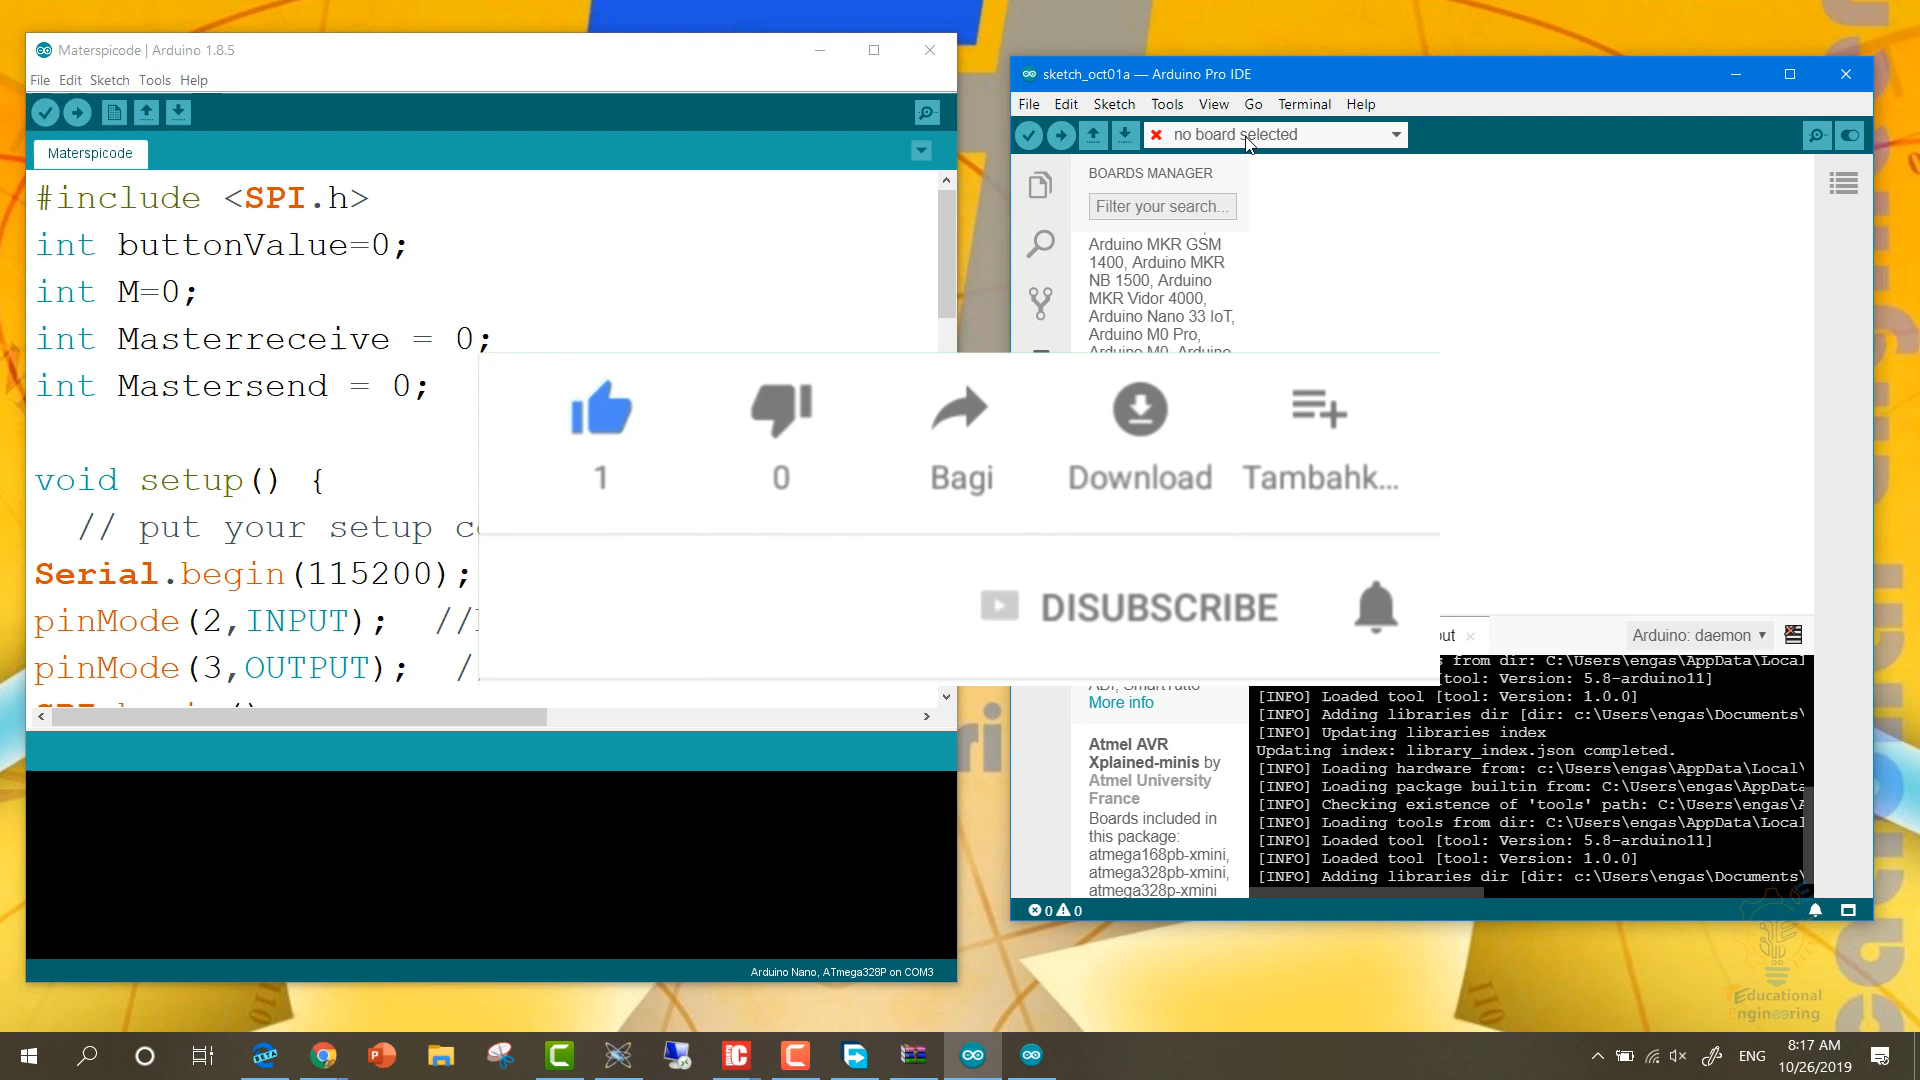 Materspicode | Arduino 1.8.5
File Edit Sketch Tools Help
Materspicode
#include <SPI.h>
int buttonValue=0;
int M=0;
int Masterreceive = 0;
int Mastersend = 0;
void setup() {
// put your setup
Serial.begin(115200);
pinMode(2,INPUT); //
pinMode(3,OUTPUT); /
Arduino Nano, ATmega328P on COM3
sketch_oct01a — Arduino Pro IDE
File Edit Sketch Tools View Go Terminal Help
no board selected
BOARDS MANAGER
Filter your search...
Arduino MKR GSM
1400, Arduino MKR
NB 1500, Arduino
MKR Vidor 4000,
Arduino Nano 33 IoT,
Arduino M0 Pro,
Arduino M0, Arduino
1
0
Bagi
Download
Tambahk...
DISUBSCRIBE
More info
Atmel AVR
Xplained-minis by
Atmel University
France
Boards included in
this package:
atmega168pb-xmini,
atmega328pb-xmini,
atmega328p-xmini
Arduino: daemon
from dir: C:\Users\engas\AppData\Local
[tool: Version: 5.8-arduino11]
[INFO] Loaded tool [tool: Version: 1.0.0]
[INFO] Adding libraries dir [dir: c:\Users\engas\Documents\
[INFO] Updating libraries index
Updating index: library_index.json completed.
[INFO] Loading hardware from: c:\Users\engas\AppData\Local\
[INFO] Loading package builtin from: C:\Users\engas\AppData
[INFO] Checking existence of 'tools' path: C:\Users\engas\A
[INFO] Loading tools from dir: C:\Users\engas\AppData\Local
[INFO] Loaded tool [tool: Version: 5.8-arduino11]
[INFO] Loaded tool [tool: Version: 1.0.0]
[INFO] Adding libraries dir [dir: c:\Users\engas\Documents\
0 0
Educational
Engineering
BETA
ENG
8:17 AM
10/26/2019